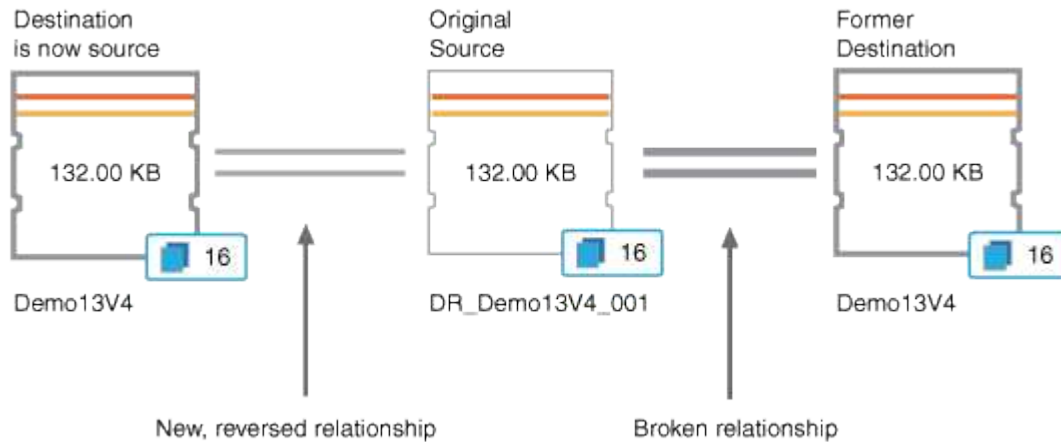 Destination
is now source
Original
Source
Former
Destination
132.00 KB
132.00 KB
132.00 KB
16
16
16
Demo13V4
DR_Demo13V4_001
Demo13V4
New, reversed relationship
Broken relationship